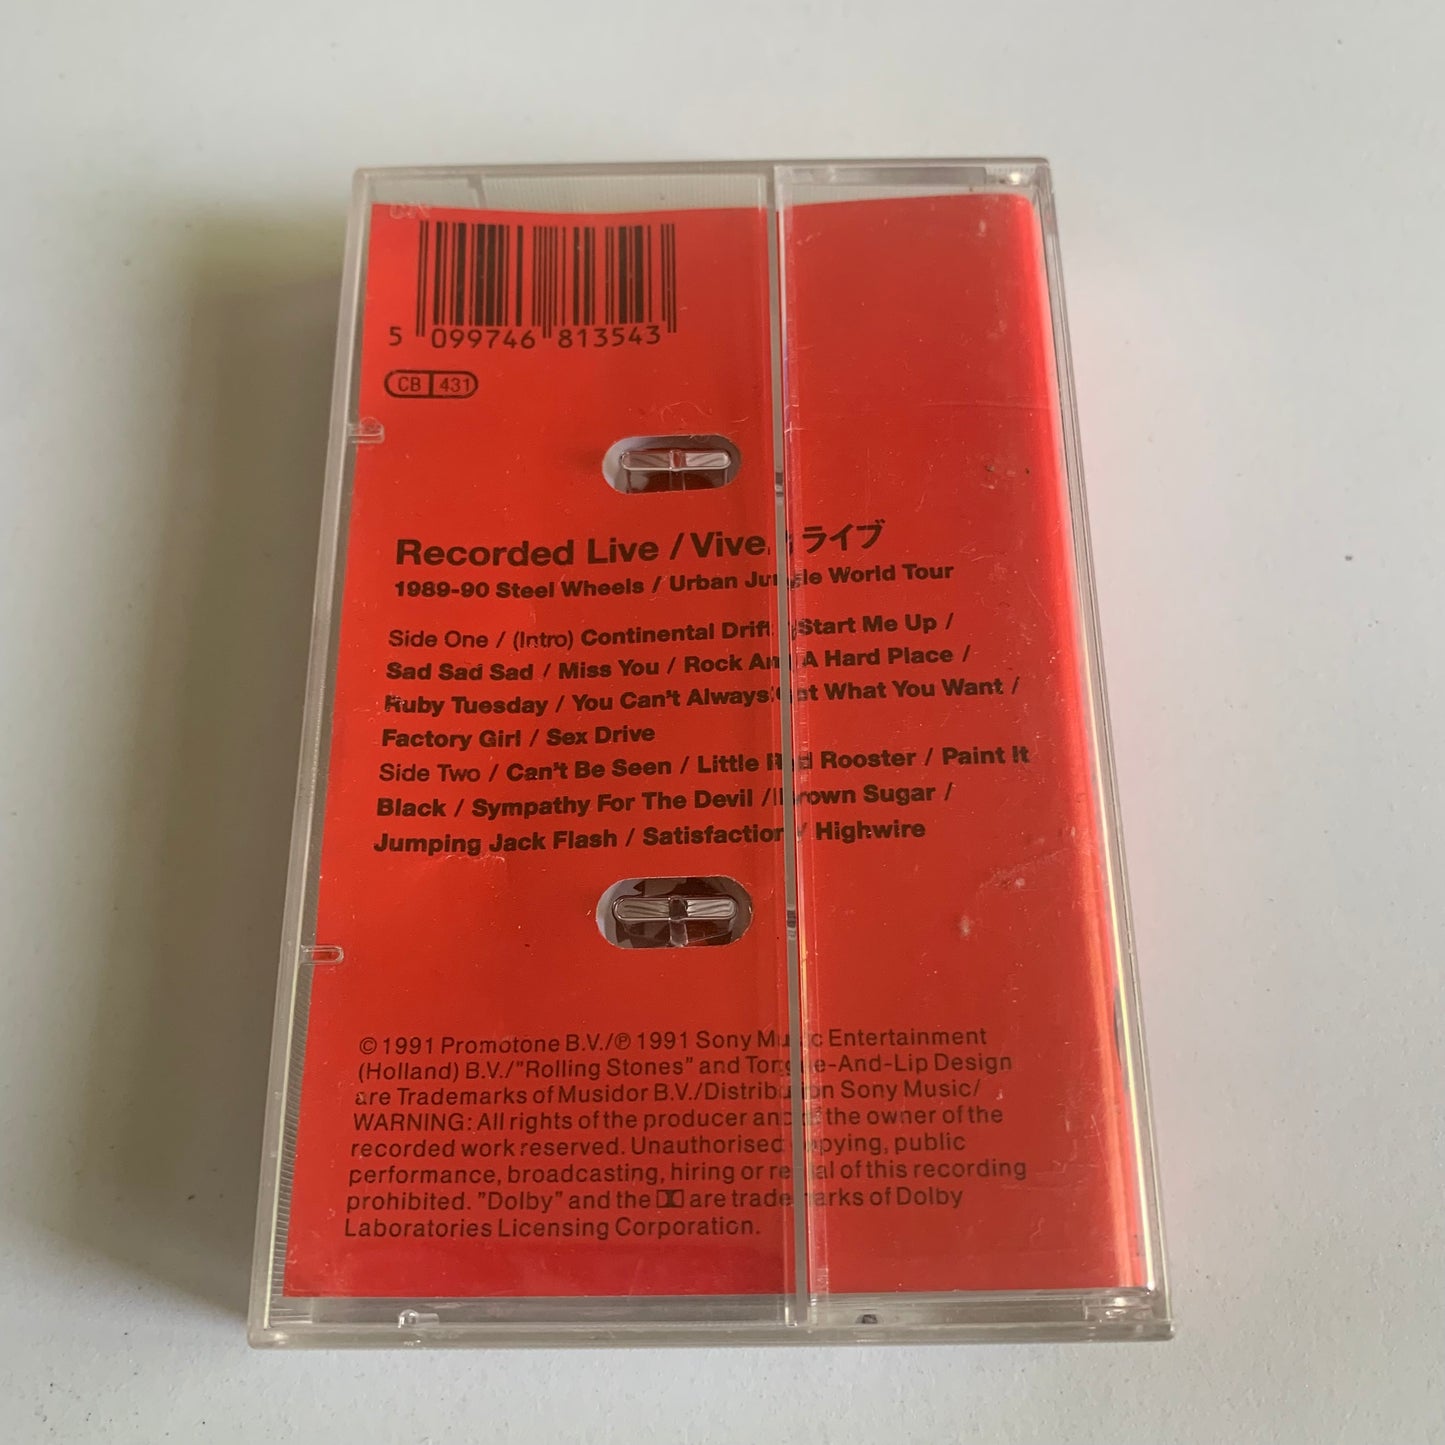 5 099746 813543
CB 431
Recorded Live / Vive / ライブ
1989-90 Steel Wheels / Urban Jungle World Tour
Side One / (Intro) Continental Drift / Start Me Up /
Sad Sad Sad / Miss You / Rock And A Hard Place /
Ruby Tuesday / You Can't Always Get What You Want /
Factory Girl / Sex Drive
Side Two / Can't Be Seen / Little Red Rooster / Paint It
Black / Sympathy For The Devil / Brown Sugar /
Jumping Jack Flash / Satisfaction / Highwire
© 1991 Promotone B.V./℗ 1991 Sony Music Entertainment
(Holland) B.V./"Rolling Stones" and Tongue-And-Lip Design
are Trademarks of Musidor B.V./Distribution Sony Music/
WARNING: All rights of the producer and of the owner of the
recorded work reserved. Unauthorised copying, public
performance, broadcasting, hiring or rental of this recording
prohibited. "Dolby" and the are trademarks of Dolby
Laboratories Licensing Corporation.